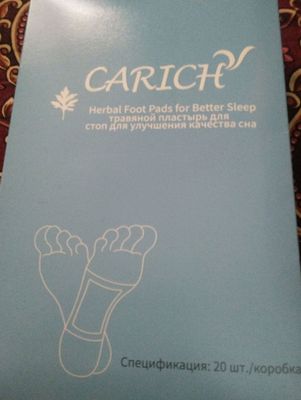 CARICH
Herbal Foot Pads for Better Sleep
травяной пластырь для
стоп для улучшения качества сна
Спецификация: 20 шт./коробка